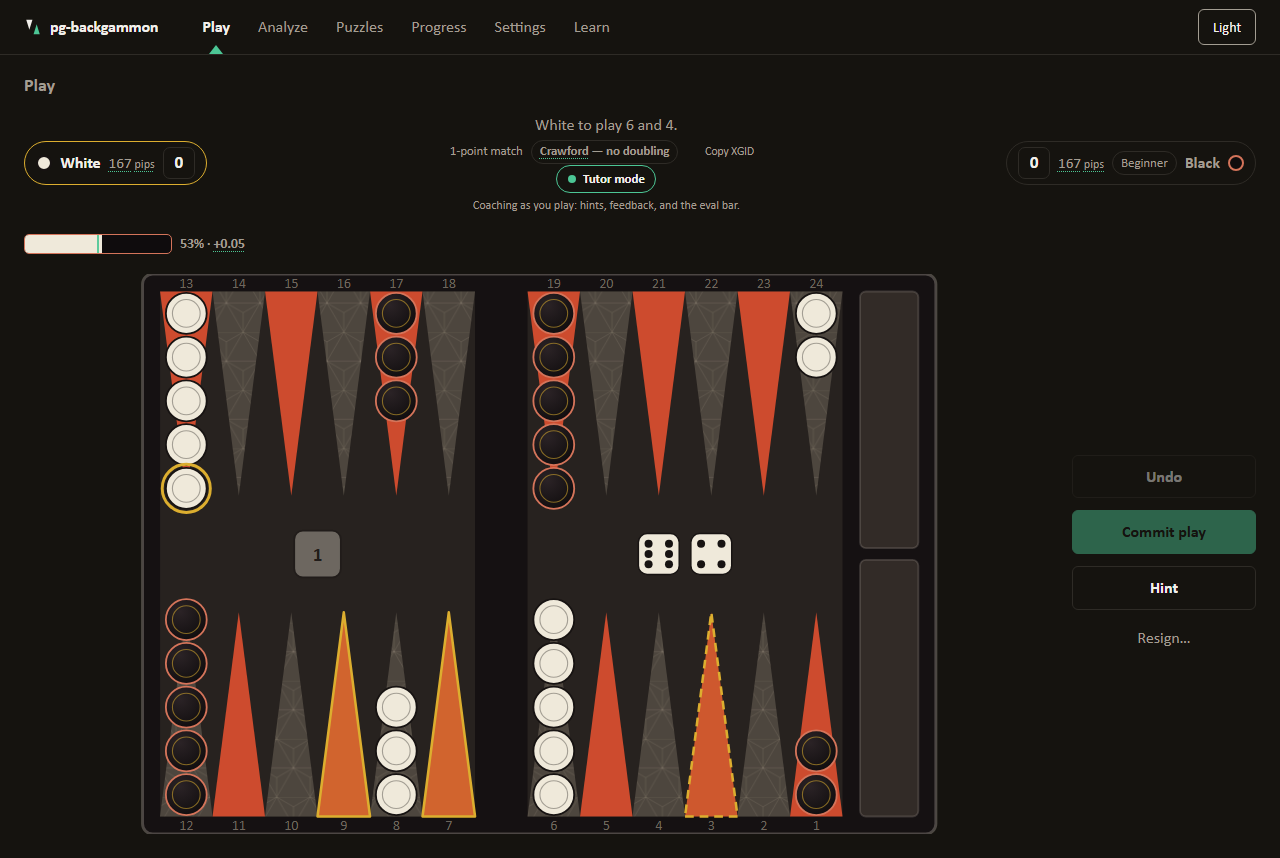 pg-backgammon Play Analyze Puzzles Progress Settings Learn Light
Play
White to play 6 and 4.
White 167 pips 0
1-point match Crawford — no doubling Copy XGID
0 167 pips Beginner Black
Tutor mode
Coaching as you play: hints, feedback, and the eval bar.
53% · +0.05
13 14 15 16 17 18 19 20 21 22 23 24
1
12 11 10 9 8 7 6 5 4 3 2 1
Undo
Commit play
Hint
Resign...